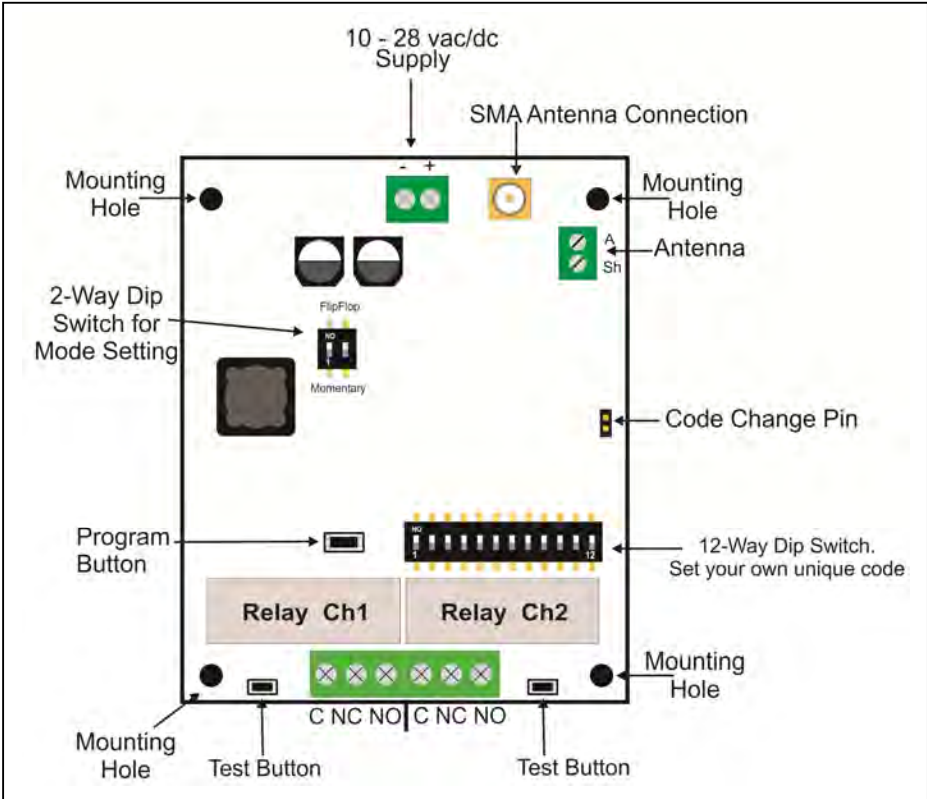 10 - 28 vac/dc
Supply
SMA Antenna Connection
- +
Mounting
Hole
Mounting
Hole
A
Sh
Antenna
2-Way Dip
Switch for
Mode Setting
FlipFlop
NO
1
Momentary
Code Change Pin
Program
Button
NO
1
12
12-Way Dip Switch.
Set your own unique code
Relay Ch1
Relay Ch2
Mounting
Hole
C NC NO
C NC NO
Mounting
Hole
Test Button
Test Button